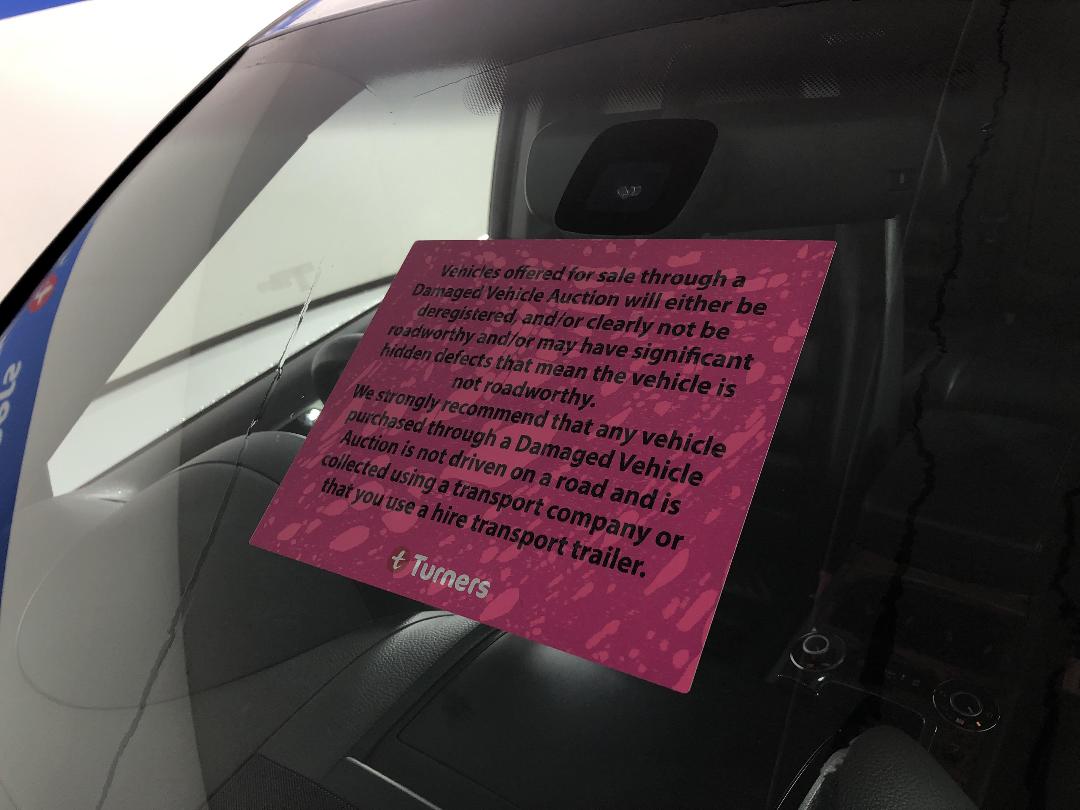 Vehicles offered for sale through a
Damaged Vehicle Auction will either be
deregistered, and/or clearly not be
roadworthy and/or may have significant
hidden defects that mean the vehicle is
not roadworthy.
We strongly recommend that any vehicle
purchased through a Damaged Vehicle
Auction is not driven on a road and is
collected using a transport company or
that you use a hire transport trailer.
t Turners